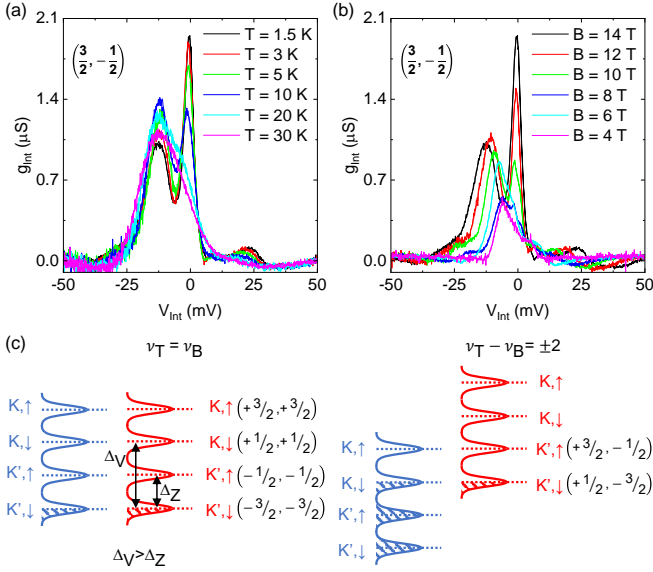 (a)
2.1
1.4
0.7
0.0
g_Int (μS)
(3/2, -1/2)
T = 1.5 K
T = 3 K
T = 5 K
T = 10 K
T = 20 K
T = 30 K
-50 -25 0 25 50
V_Int (mV)
(b)
2.1
1.4
0.7
0.0
g_Int (μS)
(3/2, -1/2)
B = 14 T
B = 12 T
B = 10 T
B = 8 T
B = 6 T
B = 4 T
-50 -25 0 25 50
V_Int (mV)
(c)
ν_T = ν_B
K,↑
K,↓
K',↑
K',↓
Δ_V
Δ_Z
K,↑ (+3/2, +3/2)
K,↓ (+1/2, +1/2)
K',↑ (-1/2, -1/2)
K',↓ (-3/2, -3/2)
Δ_V>Δ_Z
ν_T − ν_B= ±2
K,↑
K,↓
K',↑
K',↓
K,↑
K,↓
K',↑ (+3/2, -1/2)
K',↓ (+1/2, -3/2)